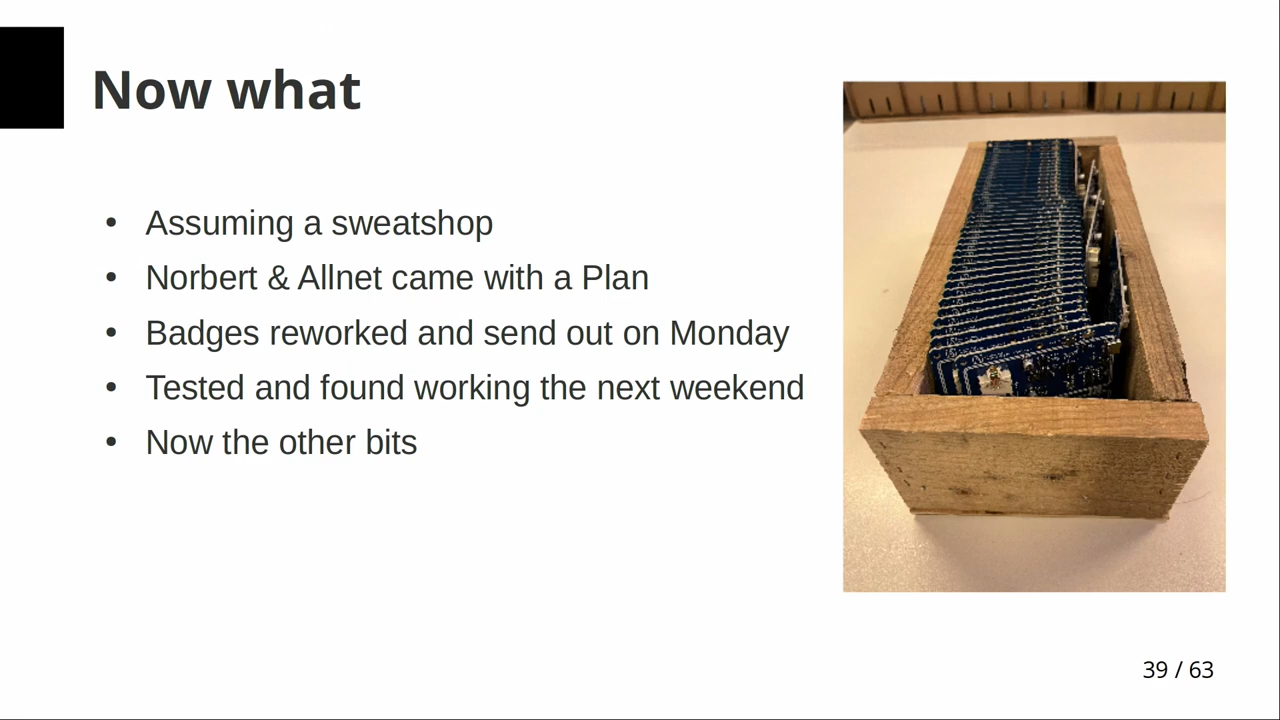 Now what
• Assuming a sweatshop
• Norbert & Allnet came with a Plan
• Badges reworked and send out on Monday
• Tested and found working the next weekend
• Now the other bits
39 / 63